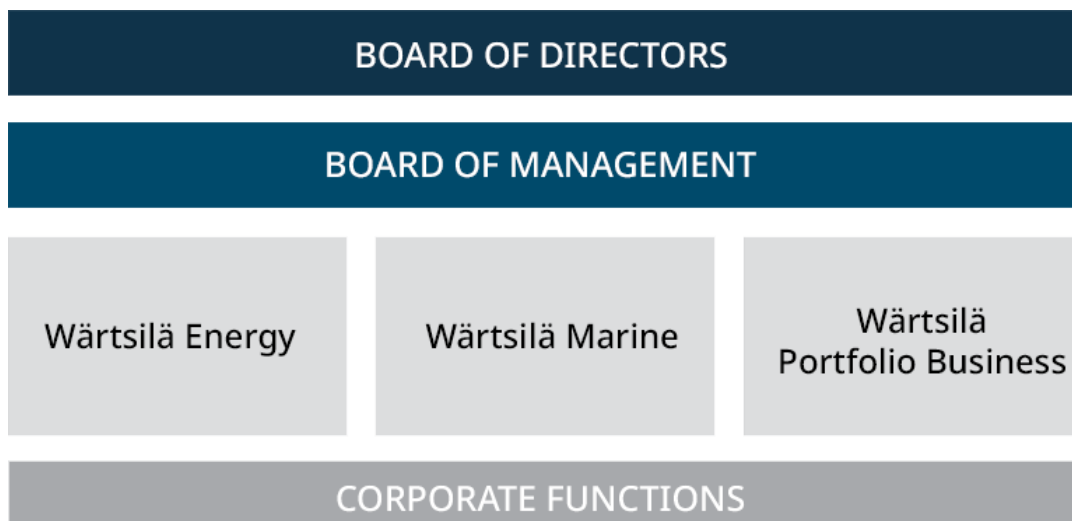 BOARD OF DIRECTORS
BOARD OF MANAGEMENT
Wärtsilä Energy
Wärtsilä Marine
Wärtsilä
Portfolio Business
CORPORATE FUNCTIONS